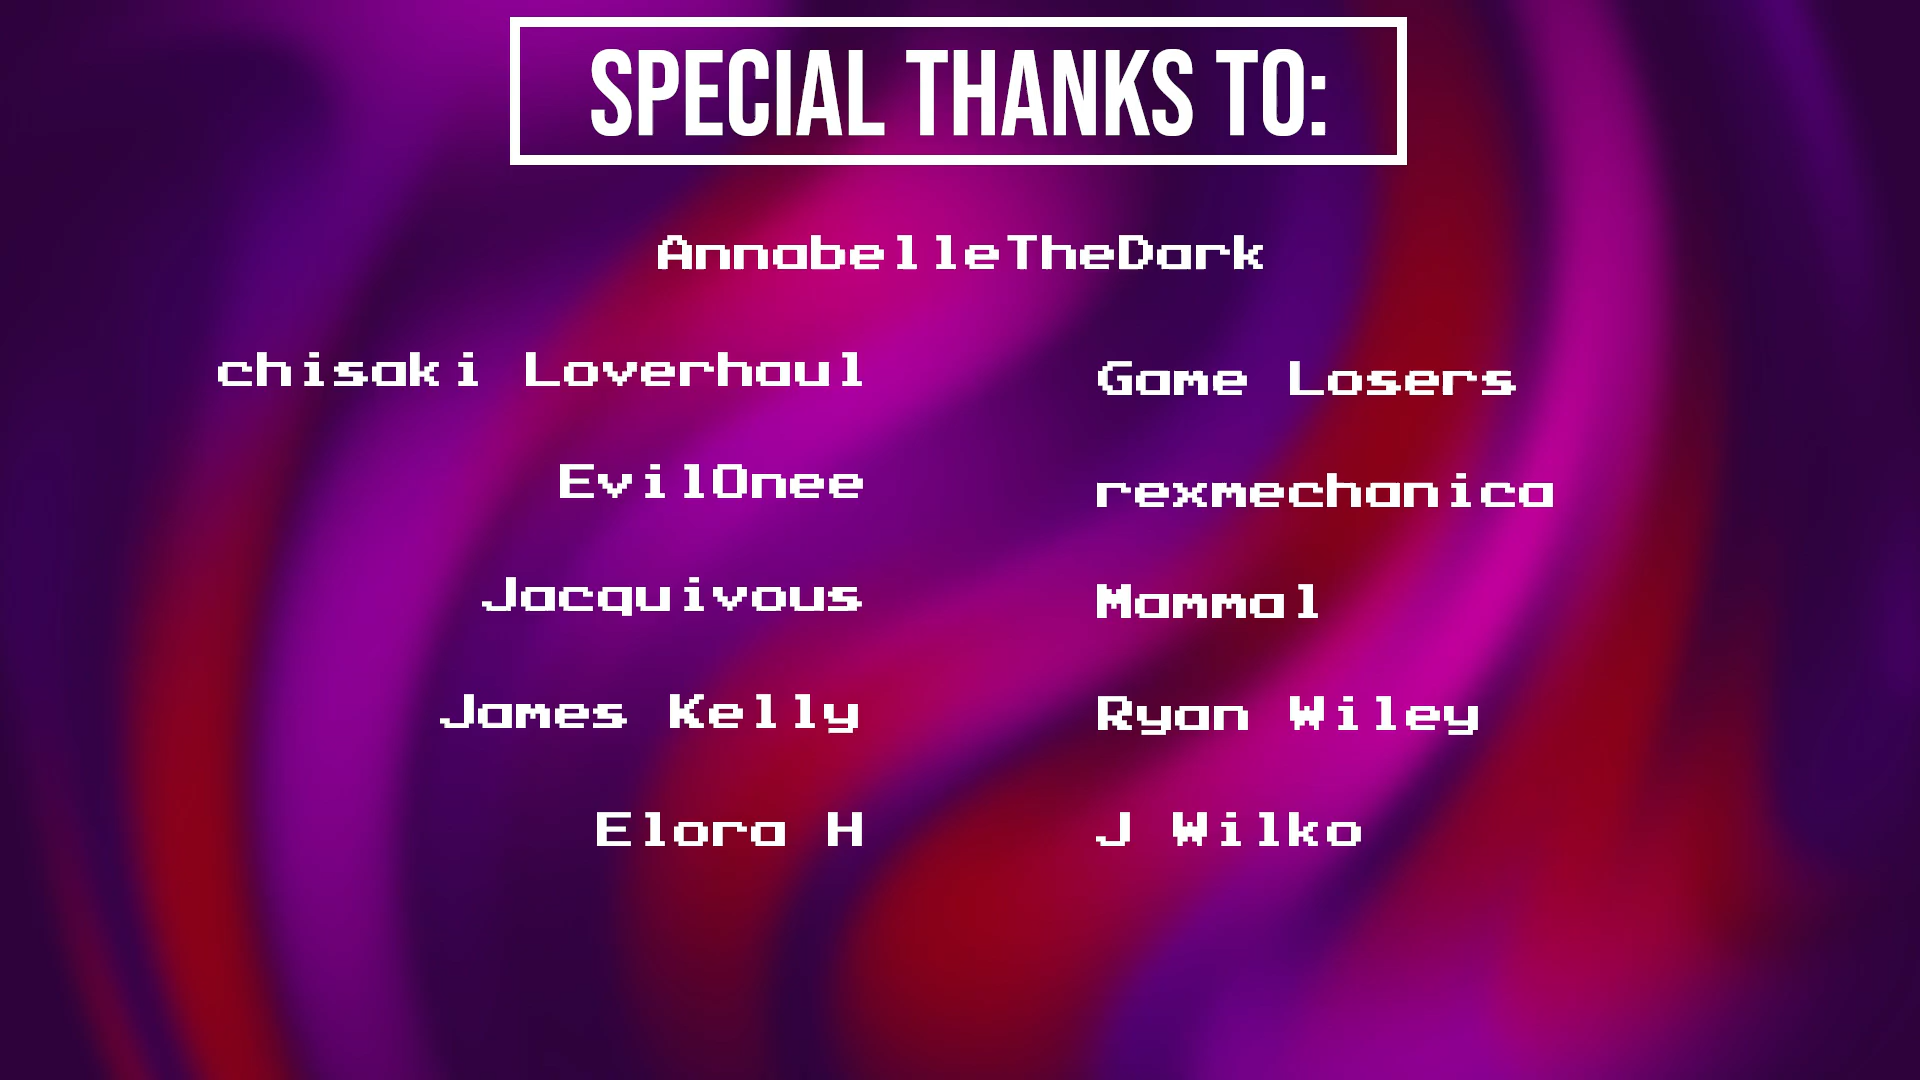 SPECIAL THANKS TO:
AnnabelleTheDark
chisaki Loverhaul
Game Losers
EvilOnee
rexmechanica
Jacquivous
Mammal
James Kelly
Ryan Wiley
Elora H
J Wilko